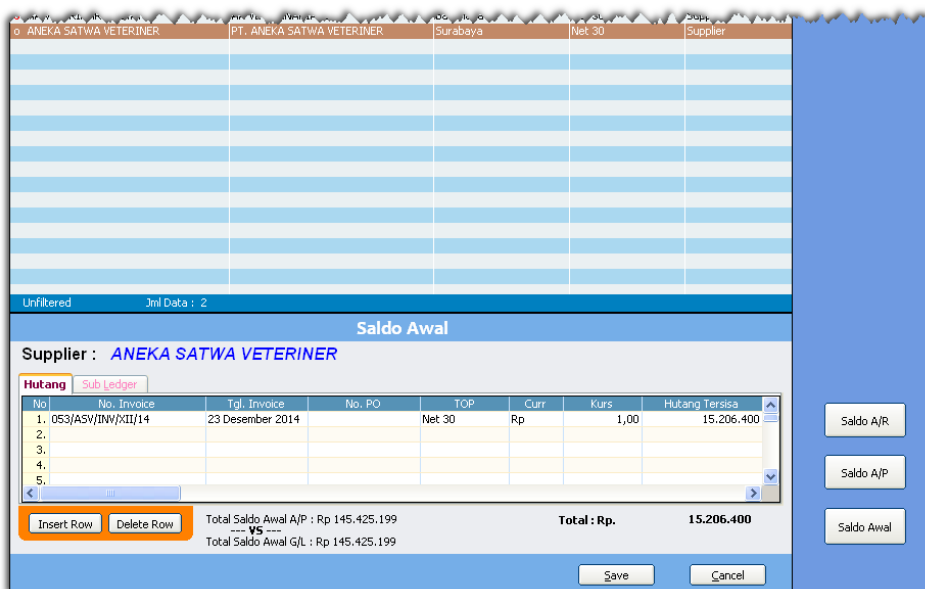 o ANEKA SATWA VETERINER PT. ANEKA SATWA VETERINER Surabaya Net 30 Supplier
Unfiltered Jml Data : 2
Saldo Awal
Supplier : ANEKA SATWA VETERINER
Hutang Sub Ledger
No No. Invoice Tgl. Invoice No. PO TOP Curr Kurs Hutang Tersisa
1. 053/ASV/INV/XII/14 23 Desember 2014 Net 30 Rp 1,00 15.206.400
2.
3.
4.
5.
Saldo A/R
Saldo A/P
Saldo Awal
Insert Row Delete Row
Total Saldo Awal A/P : Rp 145.425.199
--- VS ---
Total Saldo Awal G/L : Rp 145.425.199
Total : Rp. 15.206.400
Save Cancel